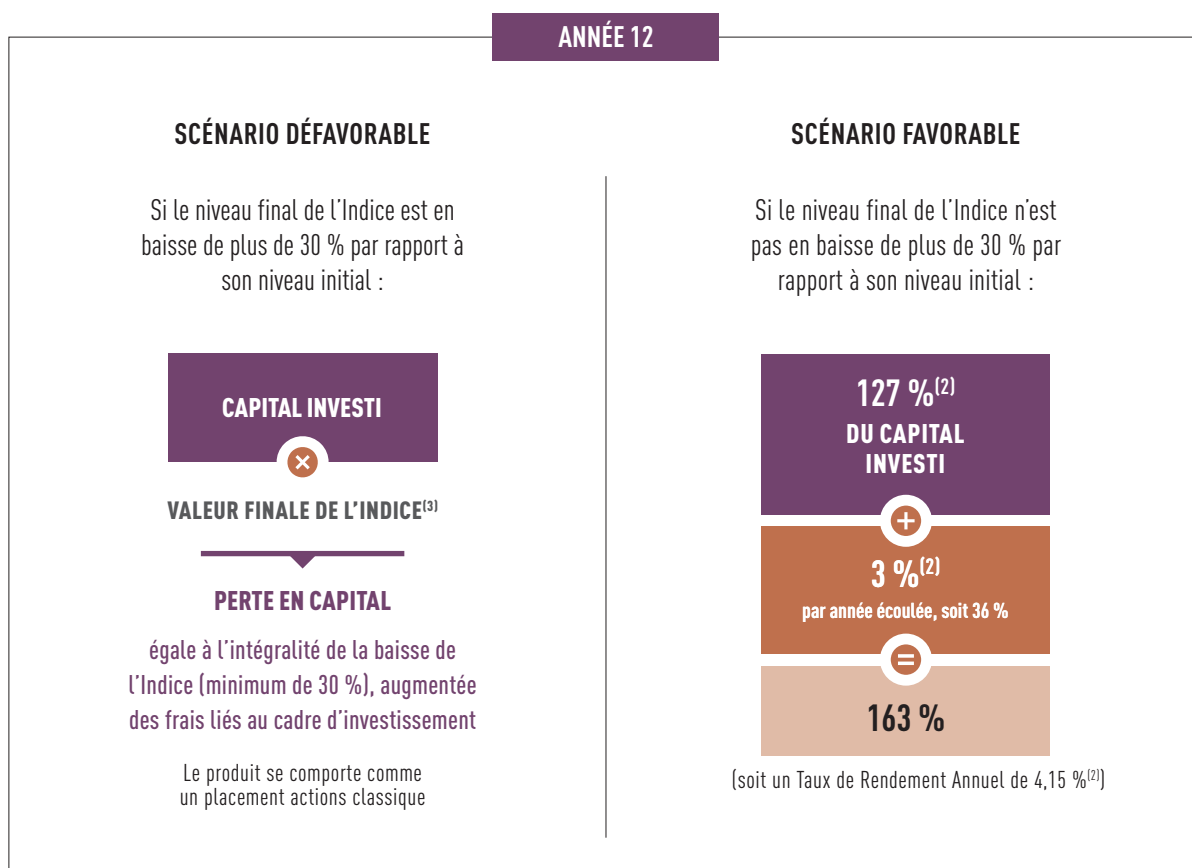 ANNÉE 12
SCÉNARIO DÉFAVORABLE
Si le niveau final de l'Indice est en
baisse de plus de 30 % par rapport à
son niveau initial :
CAPITAL INVESTI
×
VALEUR FINALE DE L'INDICE(3)
PERTE EN CAPITAL
égale à l'intégralité de la baisse de
l'Indice (minimum de 30 %), augmentée
des frais liés au cadre d'investissement
Le produit se comporte comme
un placement actions classique
SCÉNARIO FAVORABLE
Si le niveau final de l'Indice n'est
pas en baisse de plus de 30 % par
rapport à son niveau initial :
127 %(2)
DU CAPITAL
INVESTI
+
3 %(2)
par année écoulée, soit 36 %
=
163 %
(soit un Taux de Rendement Annuel de 4,15 %(2))